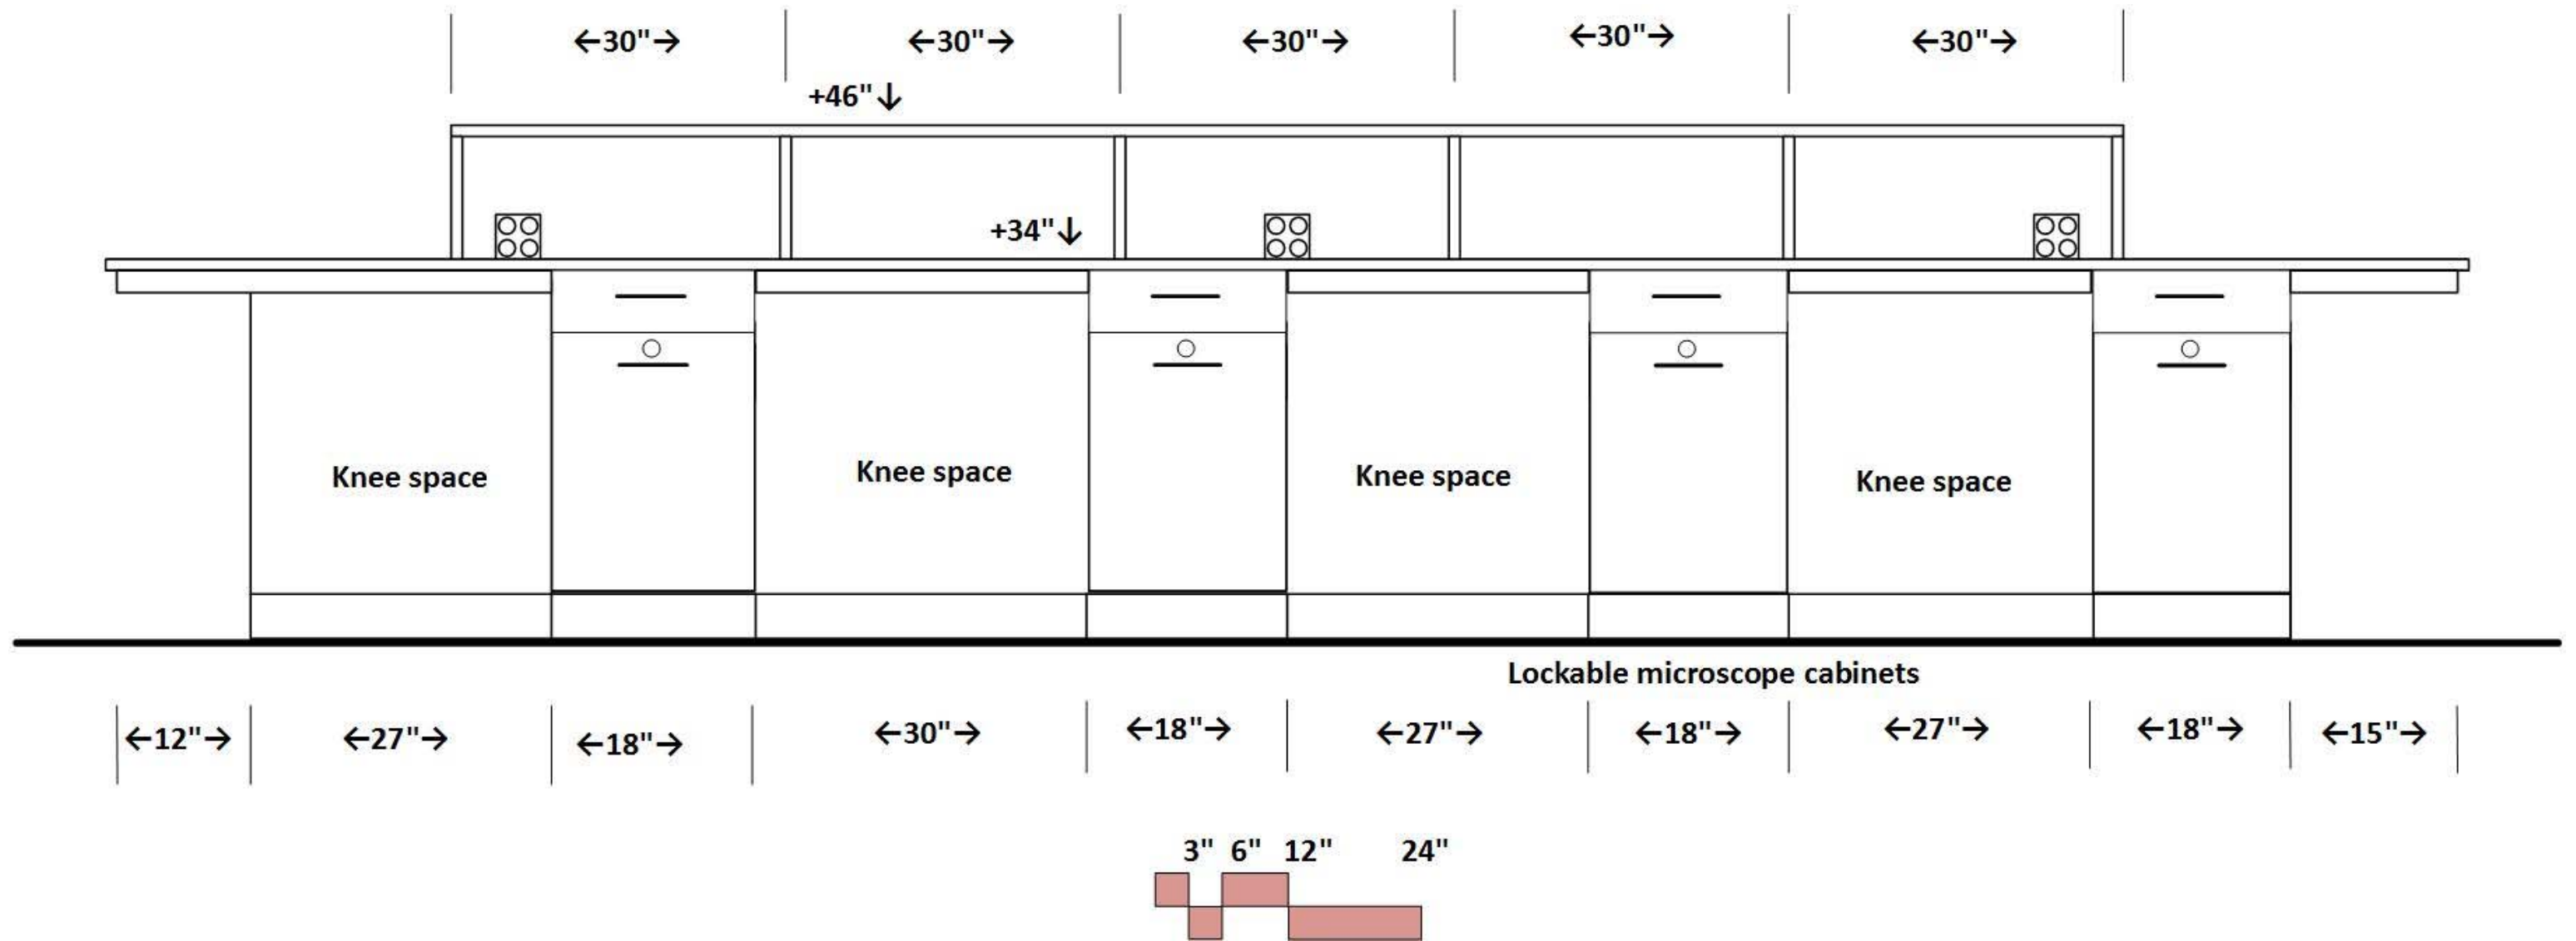 ←30"→ ←30"→ ←30"→ ←30"→ ←30"→
+46"↓
+34"↓
Knee space Knee space Knee space Knee space
Lockable microscope cabinets
←12"→ ←27"→ ←18"→ ←30"→ ←18"→ ←27"→ ←18"→ ←27"→ ←18"→ ←15"→
3" 6" 12" 24"